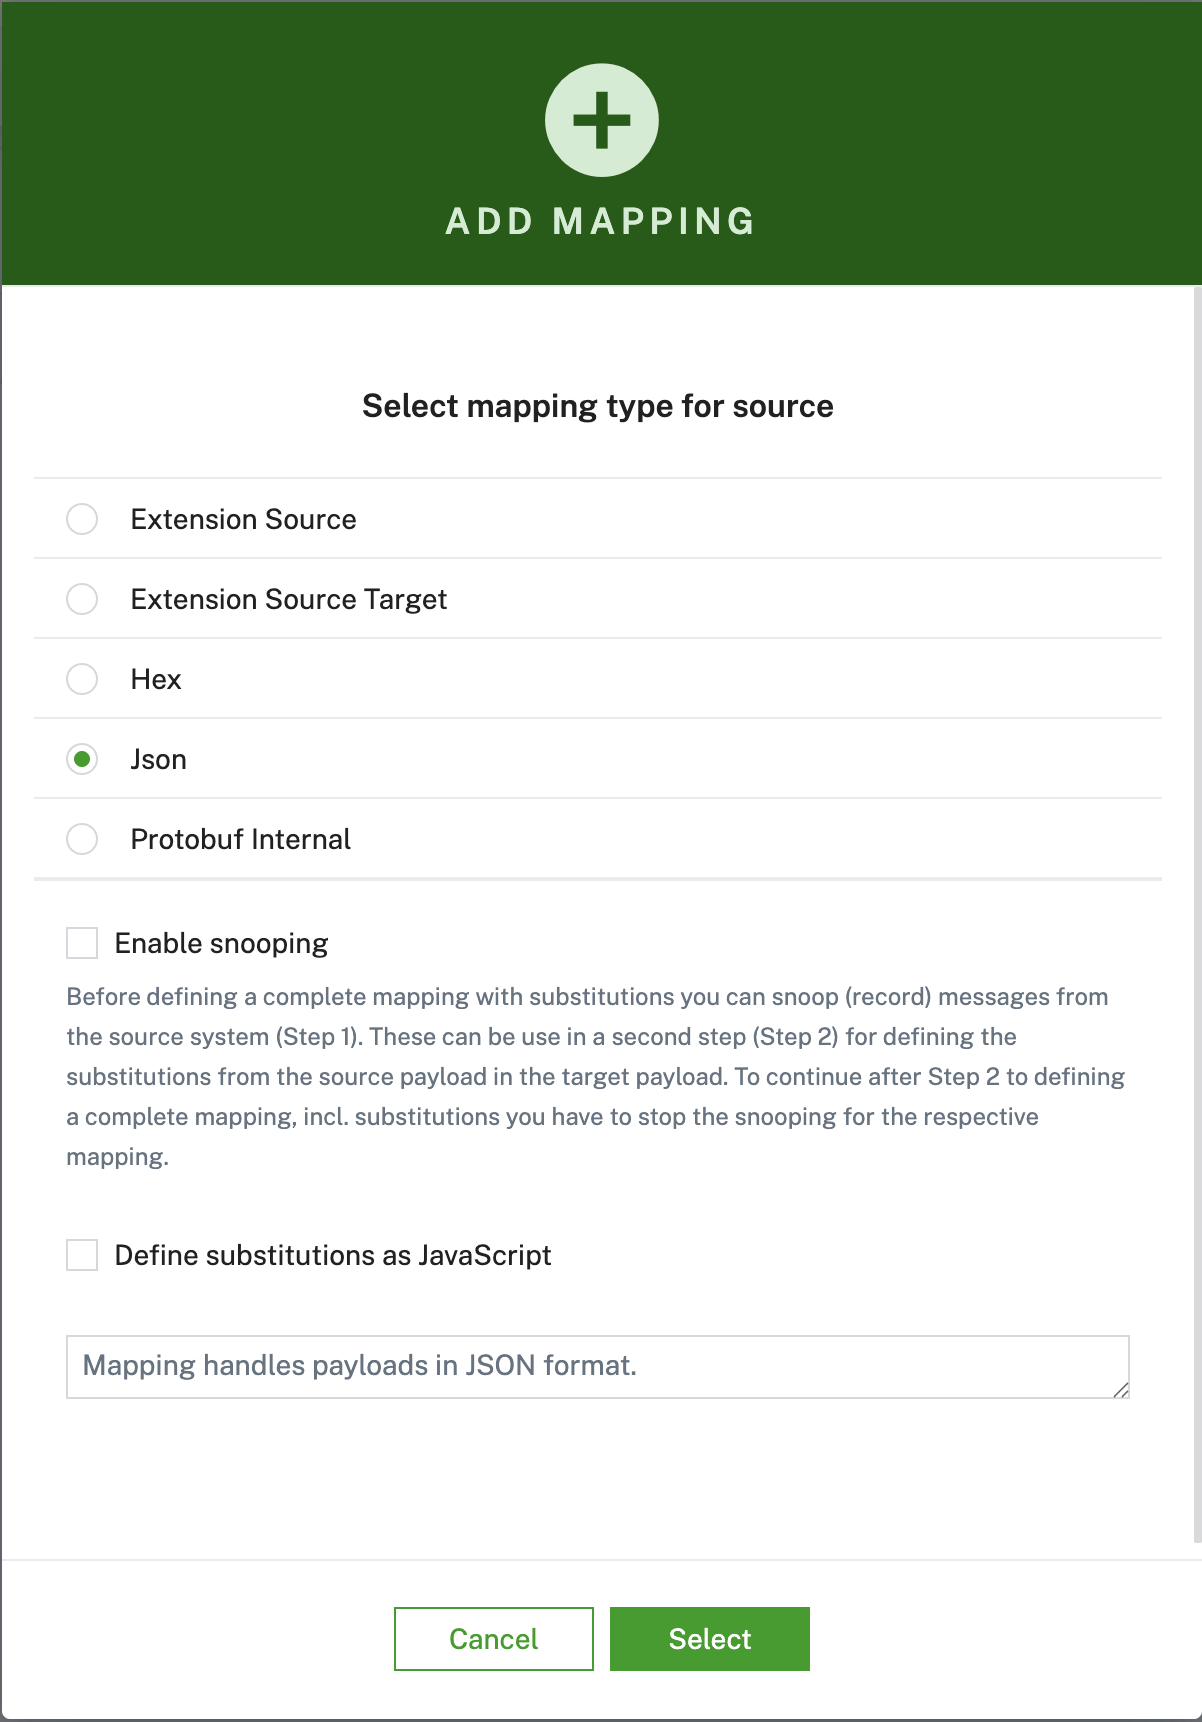 ADD MAPPING
Select mapping type for source
Extension Source
Extension Source Target
Hex
Json
Protobuf Internal
Enable snooping
Before defining a complete mapping with substitutions you can snoop (record) messages from
the source system (Step 1). These can be use in a second step (Step 2) for defining the
substitutions from the source payload in the target payload. To continue after Step 2 to defining
a complete mapping, incl. substitutions you have to stop the snooping for the respective
mapping.
Define substitutions as JavaScript
Mapping handles payloads in JSON format.
Cancel
Select